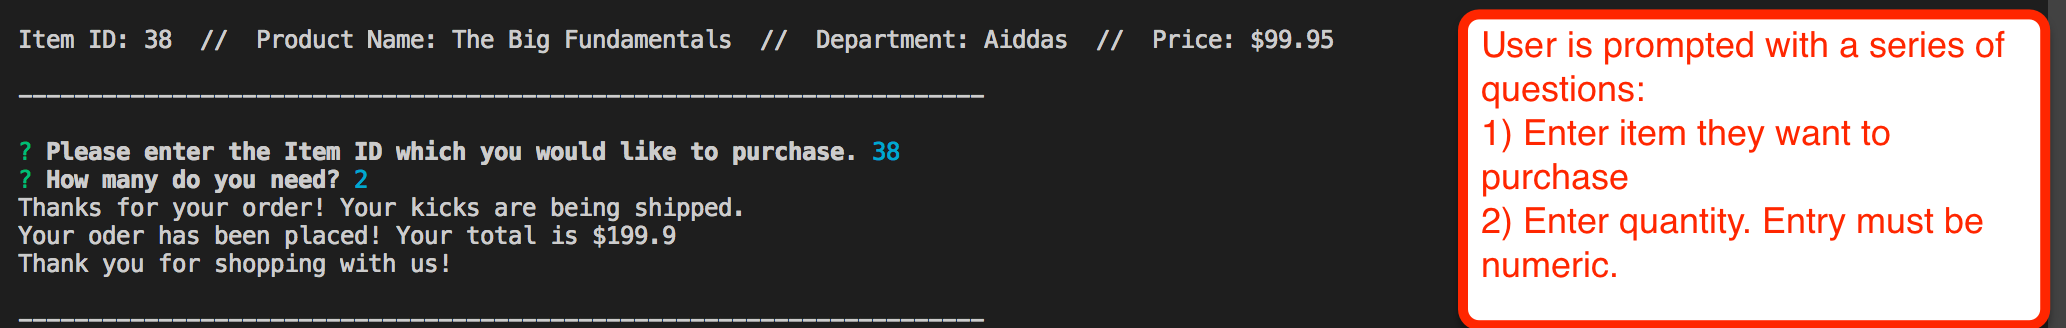 Item ID: 38  //  Product Name: The Big Fundamentals  //  Department: Aiddas  //  Price: $99.95
_____________________________________________________________________
? Please enter the Item ID which you would like to purchase. 38
? How many do you need? 2
Thanks for your order! Your kicks are being shipped.
Your oder has been placed! Your total is $199.9
Thank you for shopping with us!
_____________________________________________________________________
User is prompted with a series of
questions:
1) Enter item they want to
purchase
2) Enter quantity. Entry must be
numeric.